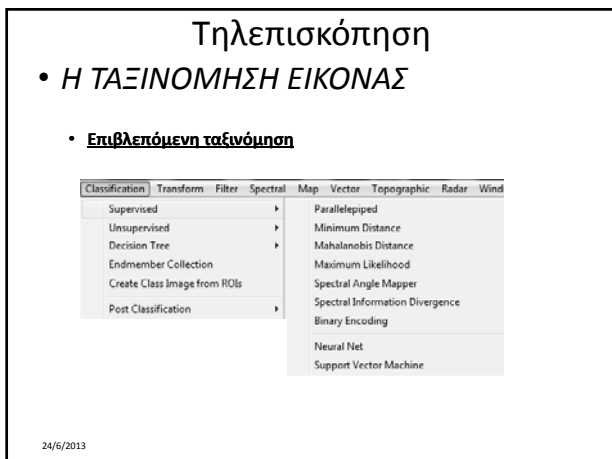 Τηλεπισκόπηση
• Η ΤΑΞΙΝΟΜΗΣΗ ΕΙΚΟΝΑΣ
• Επιβλεπόμενη ταξινόμηση
Classification Transform Filter Spectral Map Vector Topographic Radar Wind
Supervised
Unsupervised
Decision Tree
Endmember Collection
Create Class Image from ROIs
Post Classification
Parallelepiped
Minimum Distance
Mahalanobis Distance
Maximum Likelihood
Spectral Angle Mapper
Spectral Information Divergence
Binary Encoding
Neural Net
Support Vector Machine
24/6/2013